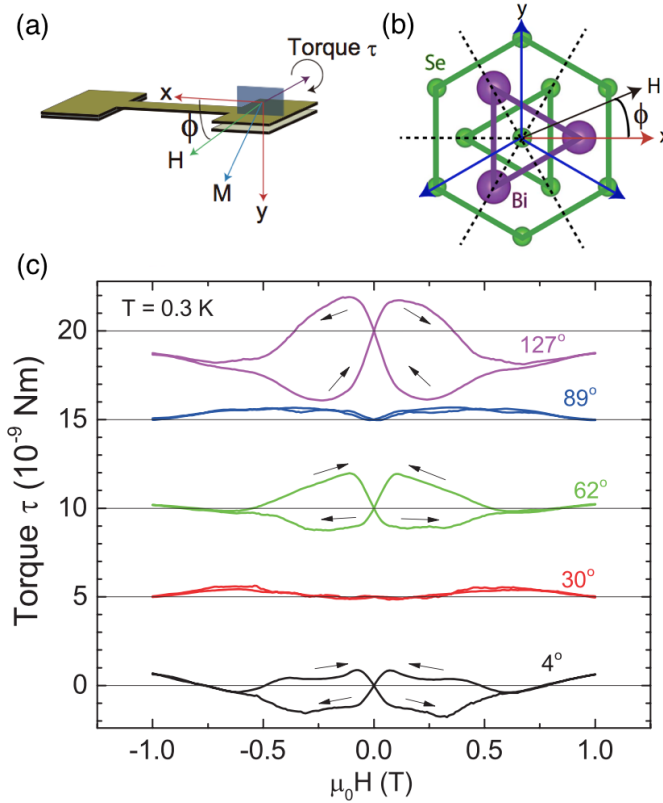 (a)
Torque τ
x
ϕ
H
M
y
(b)
y
Se
H
ϕ
x
Bi
(c)
T = 0.3 K
20
127°
15
89°
10
62°
5
30°
0
4°
Torque τ (10⁻⁹ Nm)
-1.0 -0.5 0.0 0.5 1.0
μ₀H (T)